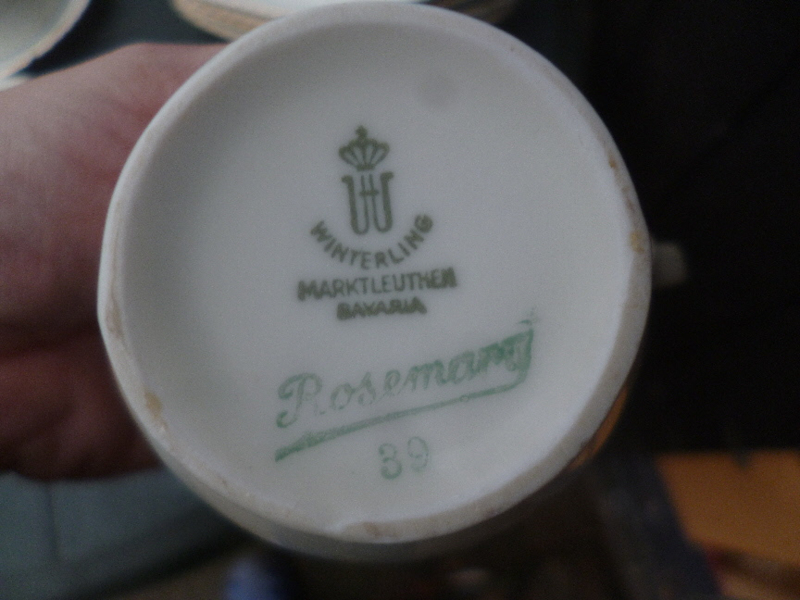 WINTERLING
MARKTLEUTHEN
BAVARIA
Rosemary
39